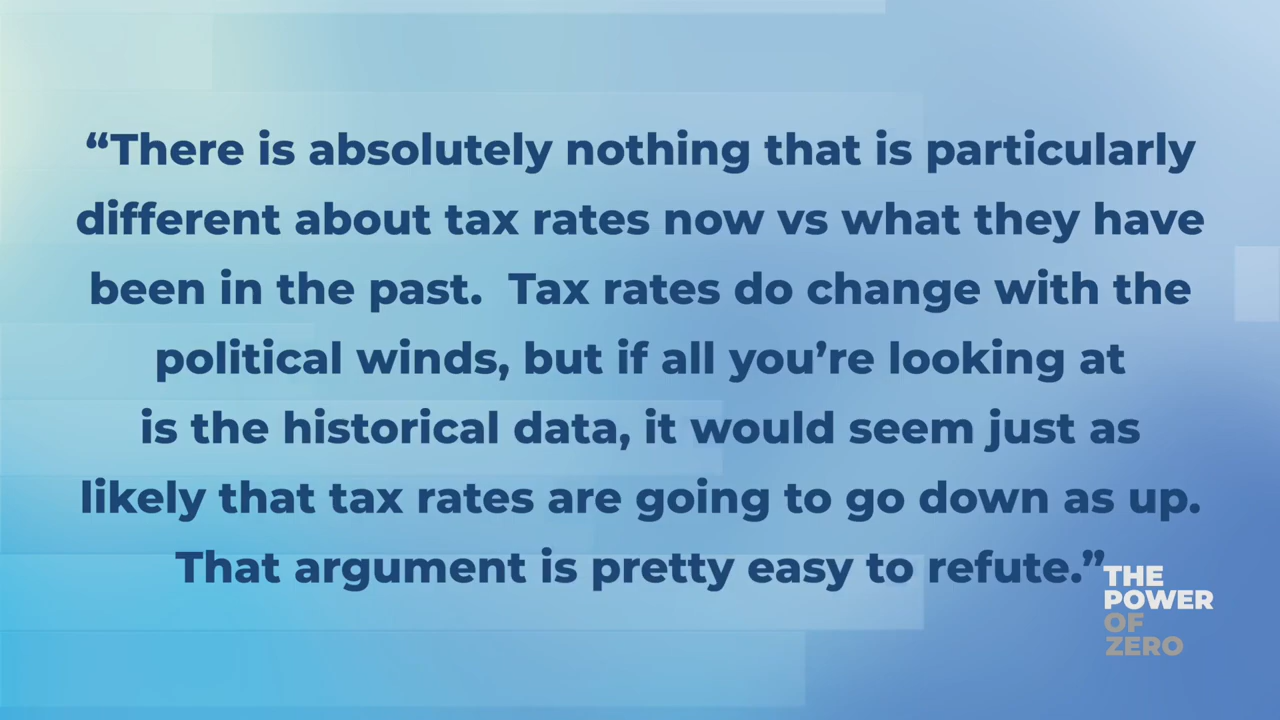 “There is absolutely nothing that is particularly
different about tax rates now vs what they have
been in the past.  Tax rates do change with the
political winds, but if all you’re looking at
is the historical data, it would seem just as
likely that tax rates are going to go down as up.
That argument is pretty easy to refute.”
THE
POWER
OF
ZERO